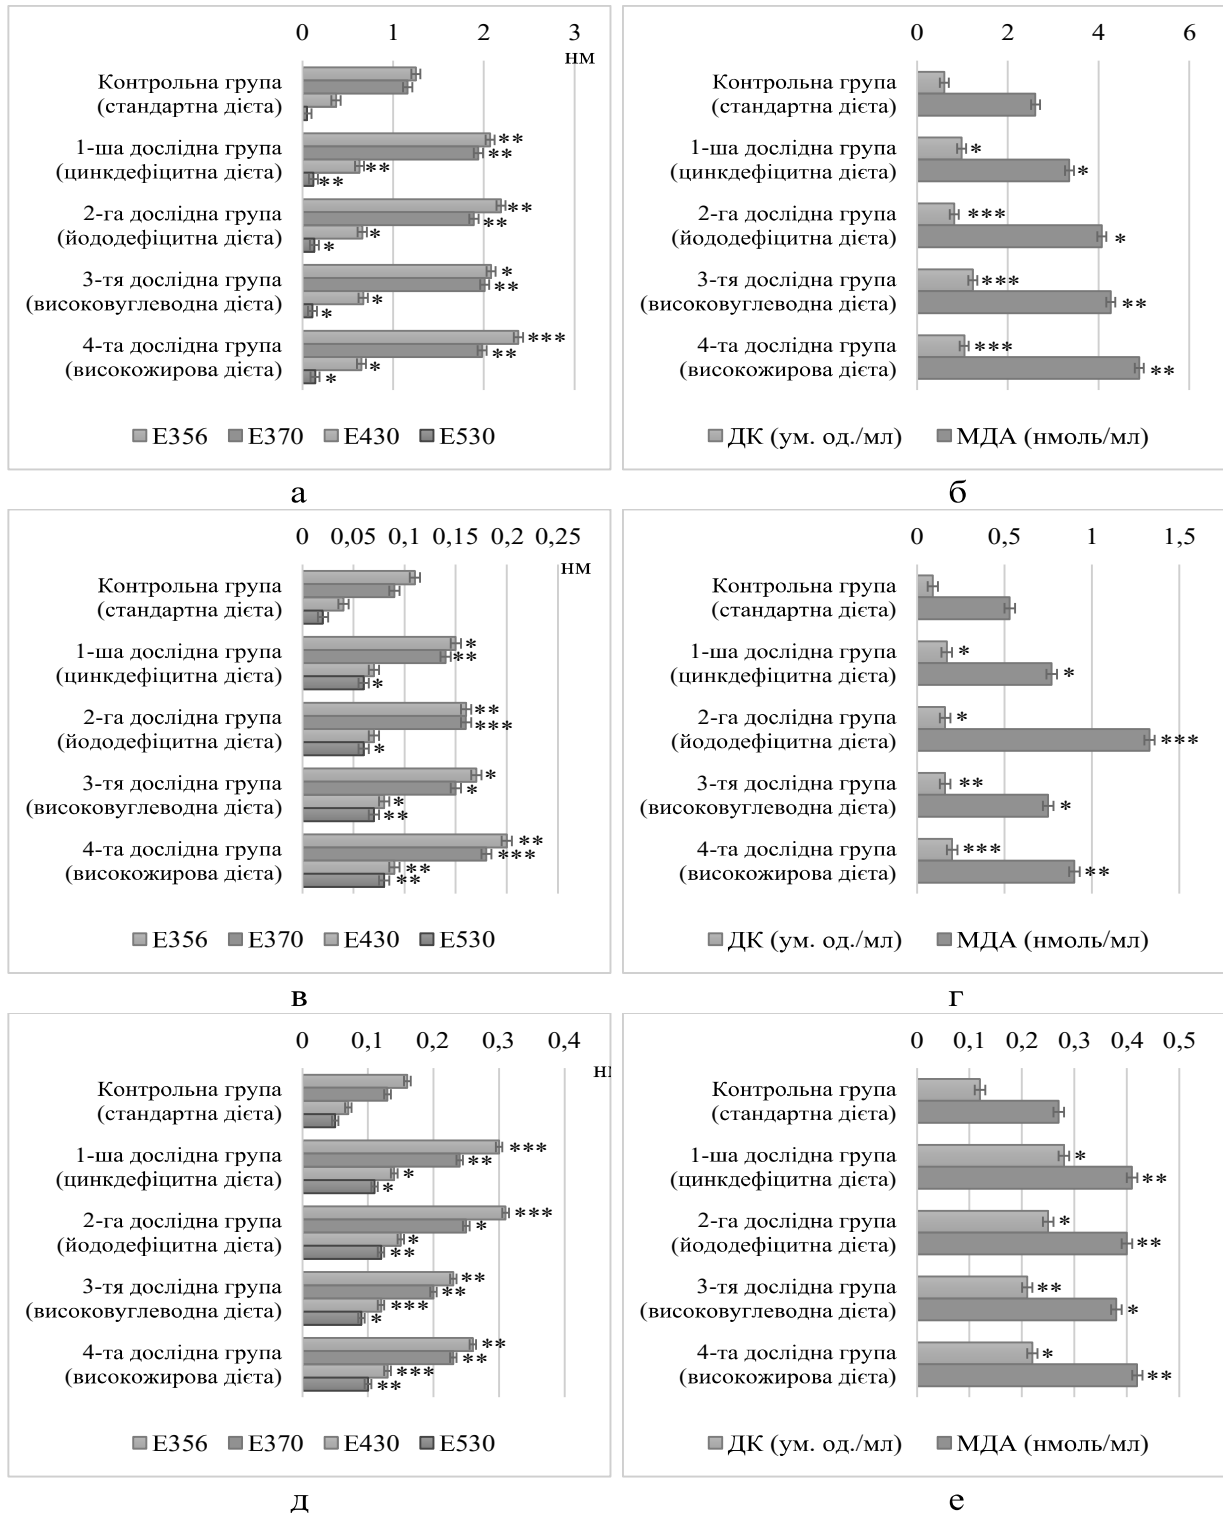 0 1 2 3
нм
Контрольна група
(стандартна дієта)
1-ша дослідна група
**
**
(цинкдефіцитна дієта)
**
**
2-га дослідна група
**
**
(йододефіцитна дієта)
*
*
3-тя дослідна група
*
**
(високовуглеводна дієта)
*
*
4-та дослідна група
***
**
(високожирова дієта)
*
*
E356 E370 E430 E530
а
0 2 4 6
Контрольна група
(стандартна дієта)
1-ша дослідна група
*
(цинкдефіцитна дієта)
*
2-га дослідна група
***
(йододефіцитна дієта)
*
3-тя дослідна група
***
(високовуглеводна дієта)
**
4-та дослідна група
***
(високожирова дієта)
**
ДК (ум. од./мл) МДА (нмоль/мл)
б
0 0,05 0,1 0,15 0,2 0,25
нм
Контрольна група
(стандартна дієта)
1-ша дослідна група
*
**
(цинкдефіцитна дієта)
*
2-га дослідна група
**
***
(йододефіцитна дієта)
*
3-тя дослідна група
*
*
(високовуглеводна дієта)
*
**
4-та дослідна група
**
***
(високожирова дієта)
**
**
E356 E370 E430 E530
в
0 0,5 1 1,5
Контрольна група
(стандартна дієта)
1-ша дослідна група
*
(цинкдефіцитна дієта)
*
2-га дослідна група
*
(йододефіцитна дієта)
***
3-тя дослідна група
**
(високовуглеводна дієта)
*
4-та дослідна група
***
(високожирова дієта)
**
ДК (ум. од./мл) МДА (нмоль/мл)
г
0 0,1 0,2 0,3 0,4
Контрольна група
(стандартна дієта)
1-ша дослідна група
***
**
(цинкдефіцитна дієта)
*
*
2-га дослідна група
***
*
(йододефіцитна дієта)
*
**
3-тя дослідна група
**
**
(високовуглеводна дієта)
***
*
4-та дослідна група
**
**
(високожирова дієта)
***
**
E356 E370 E430 E530
д
0 0,1 0,2 0,3 0,4 0,5
Контрольна група
(стандартна дієта)
1-ша дослідна група
*
(цинкдефіцитна дієта)
**
2-га дослідна група
*
(йододефіцитна дієта)
**
3-тя дослідна група
**
(високовуглеводна дієта)
*
4-та дослідна група
*
(високожирова дієта)
**
ДК (ум. од./мл) МДА (нмоль/мл)
е